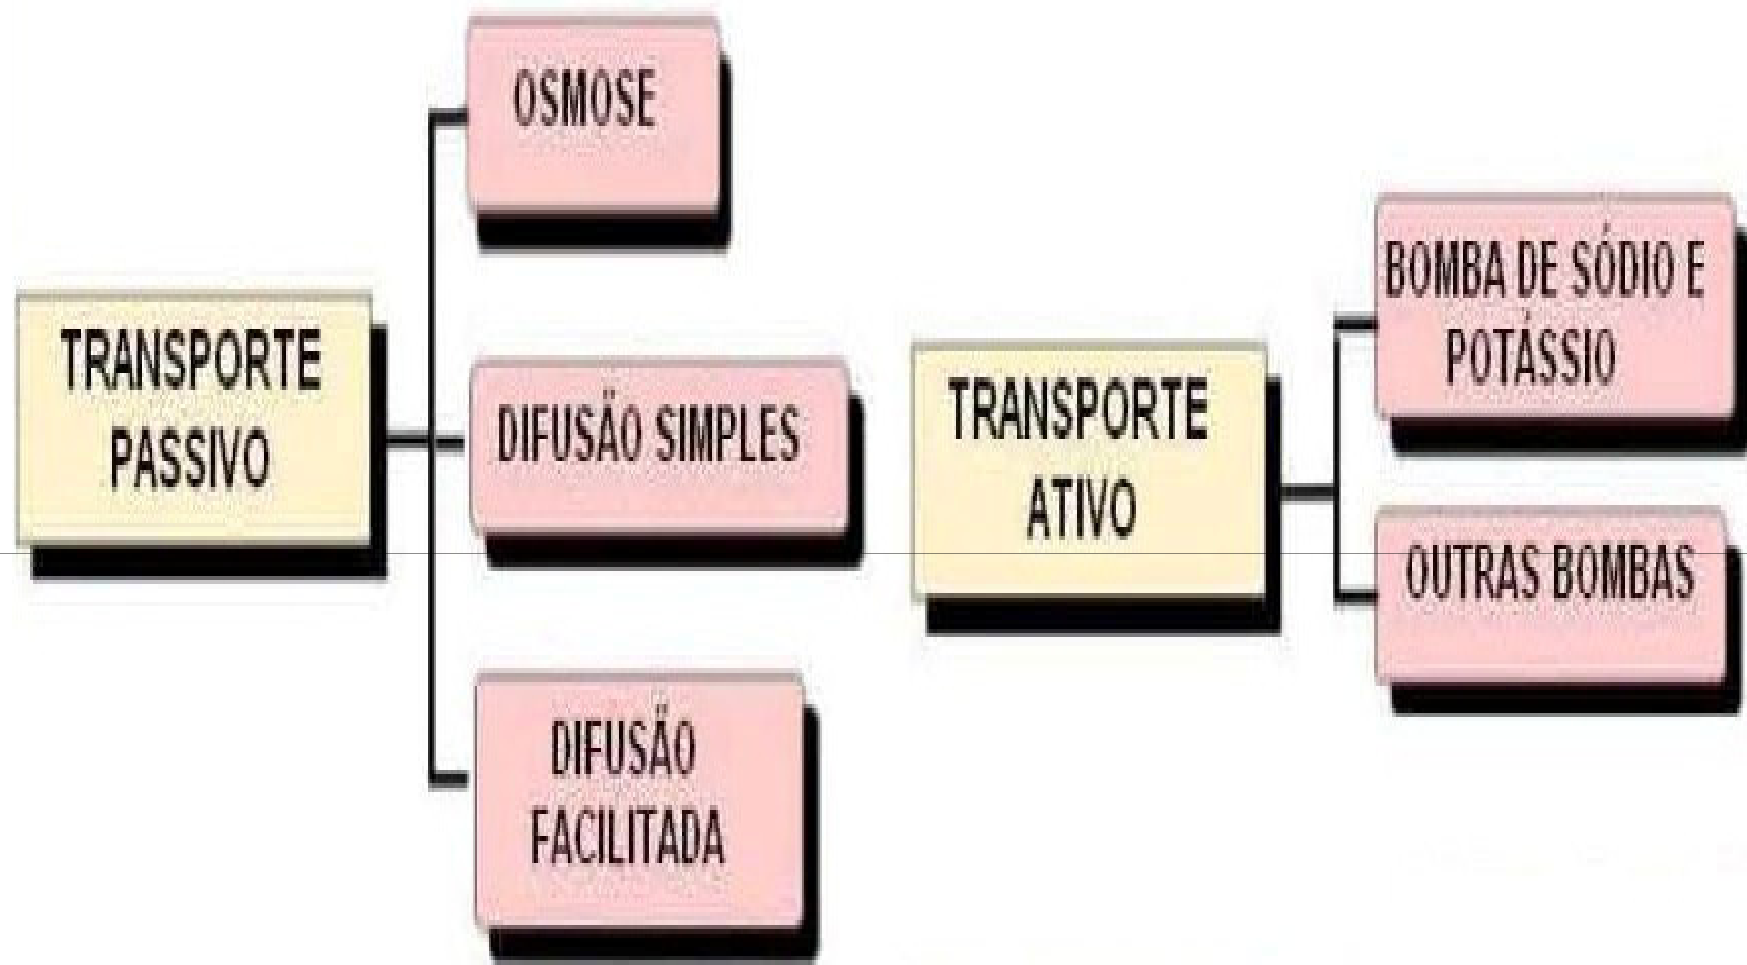 TRANSPORTE
PASSIVO
OSMOSE
DIFUSÃO SIMPLES
DIFUSÃO
FACILITADA
TRANSPORTE
ATIVO
BOMBA DE SÓDIO E
POTÁSSIO
OUTRAS BOMBAS